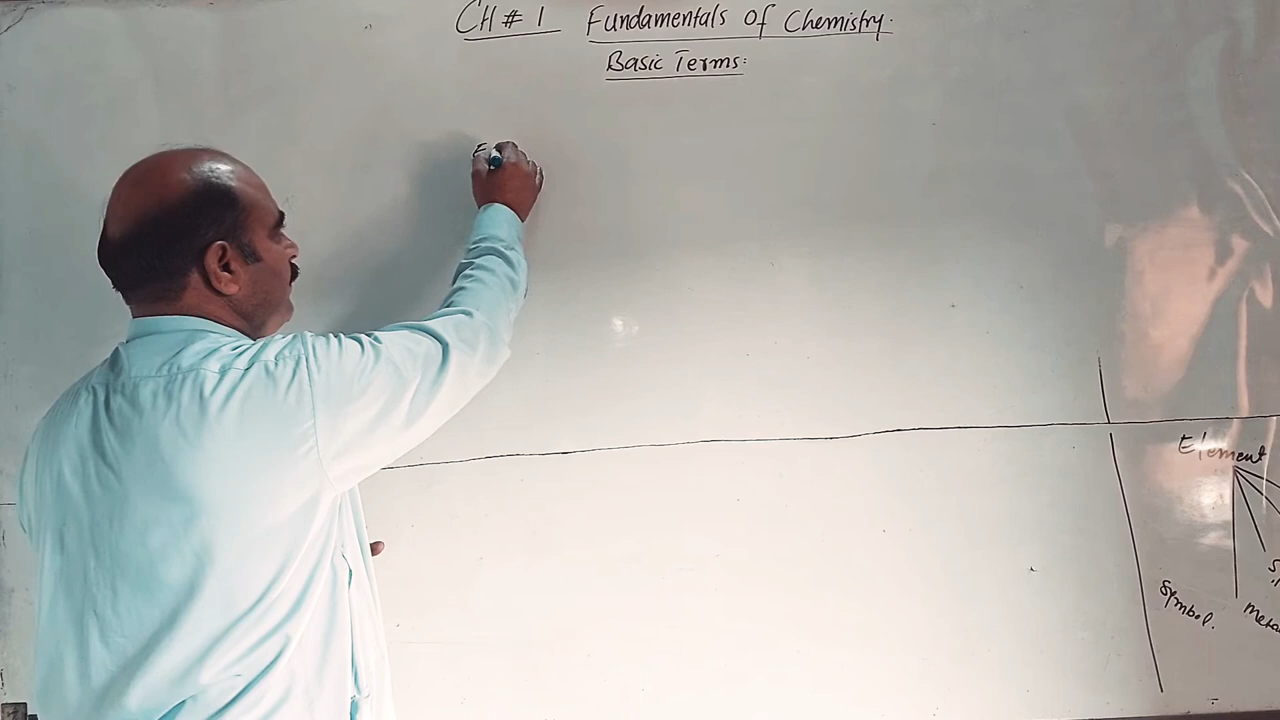 CH # 1 Fundamentals of Chemistry.
Basic Terms:
E
Element
Symbol.